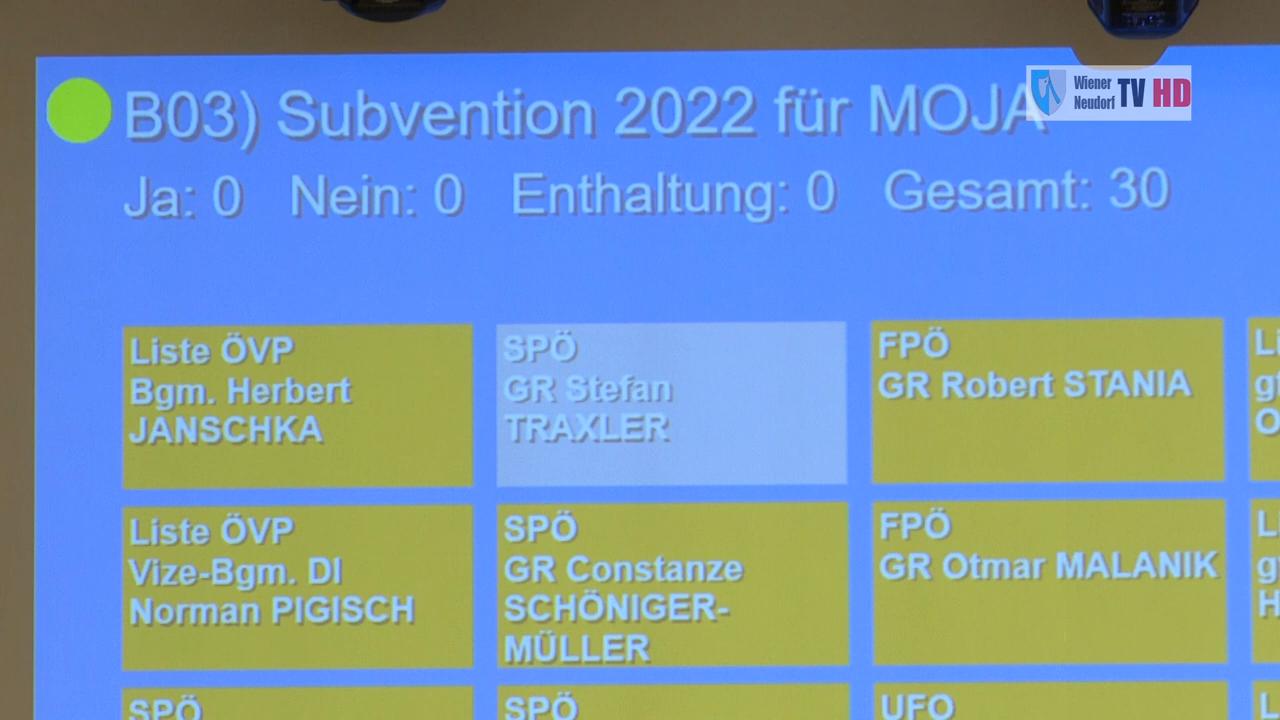 B03) Subvention 2022 für MOJA
Wiener
Neudorf TV HD
Ja: 0 Nein: 0 Enthaltung: 0 Gesamt: 30
Liste ÖVP
Bgm. Herbert
JANSCHKA
SPÖ
GR Stefan
TRAXLER
FPÖ
GR Robert STANIA
Liste ÖVP
Vize-Bgm. DI
Norman PIGISCH
SPÖ
GR Constanze
SCHÖNIGER-
MÜLLER
FPÖ
GR Otmar MALANIK
SPÖ
SPÖ
UFO